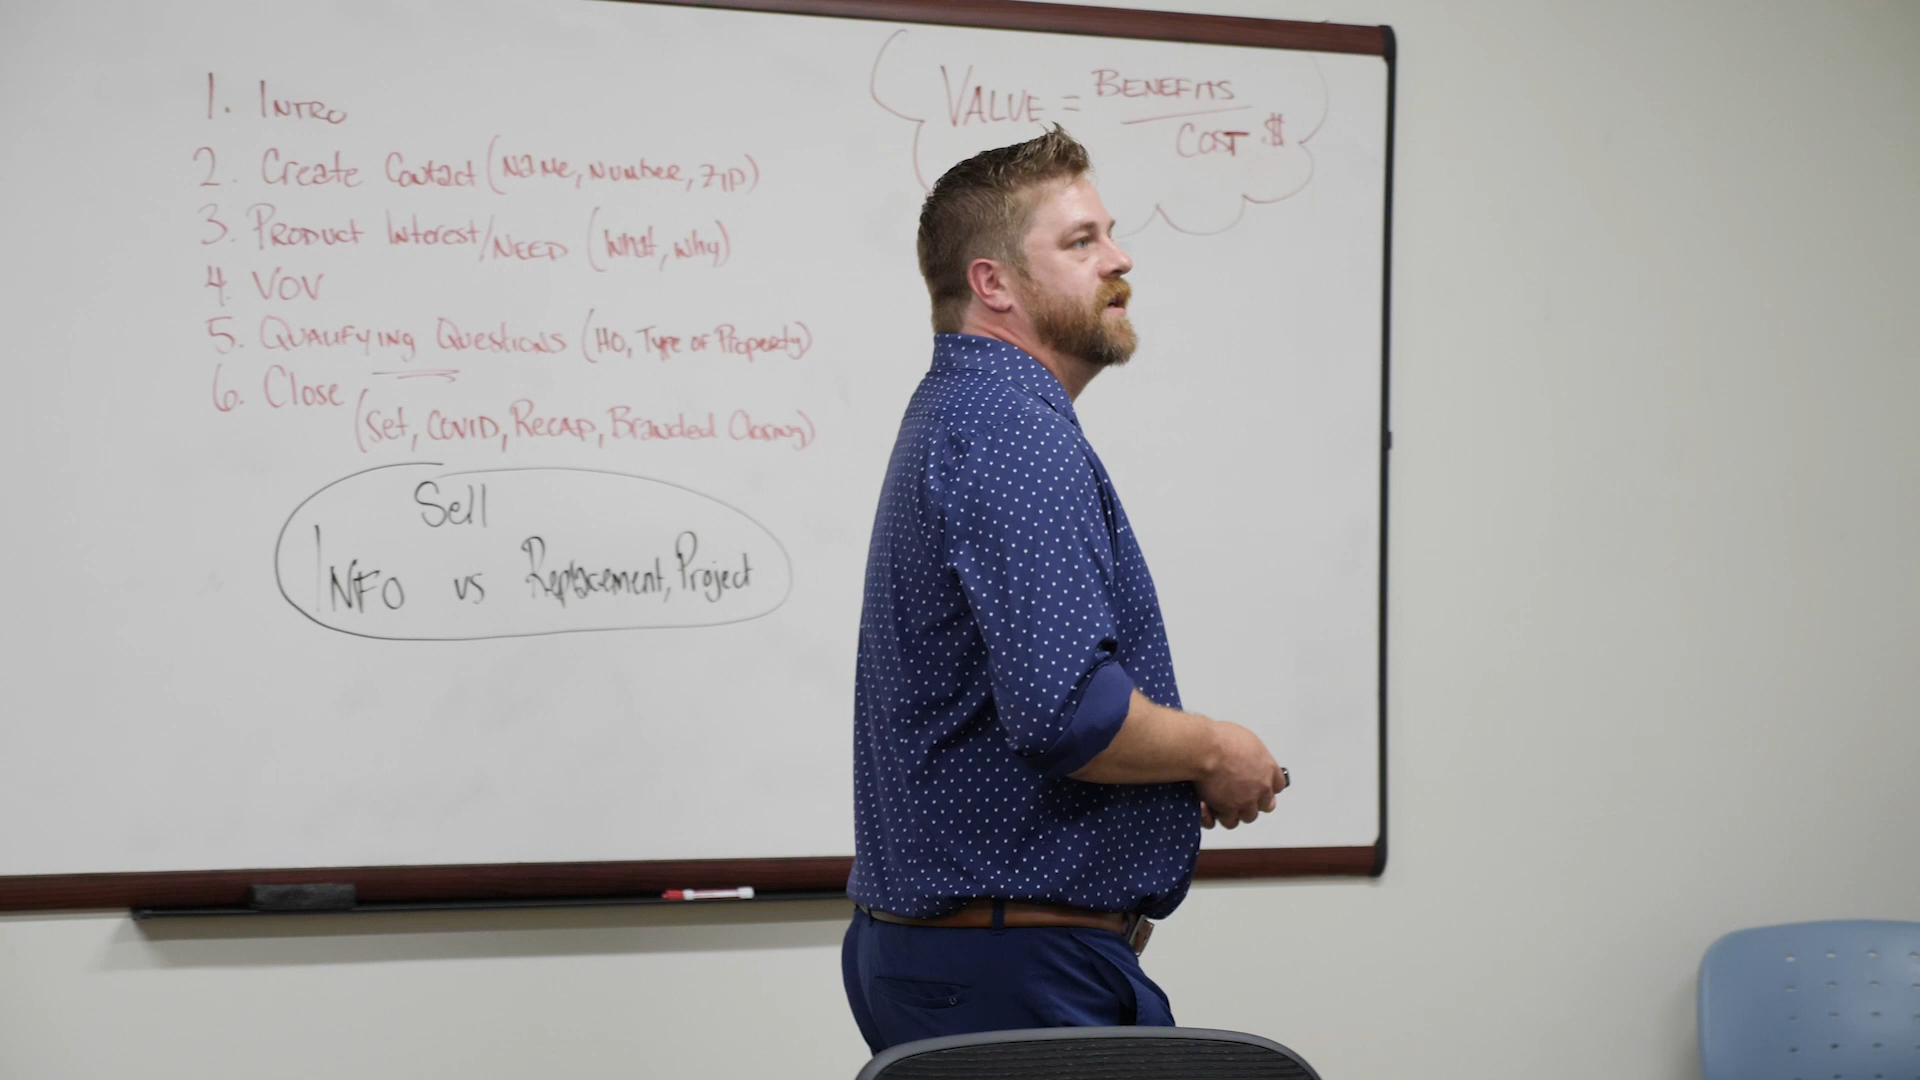 1. INTRO
2. Create Contact (Name, Number, Zip)
3. PRODUCT Interest/NEED (What, Why)
4. VOV
5. QUALIFYING Questions (HO, Type of Property)
6. Close
(Set, COVID, RECAP, Branded Closing)
Sell
INFO vs Replacement, Project
VALUE = BENEFITS
COST $